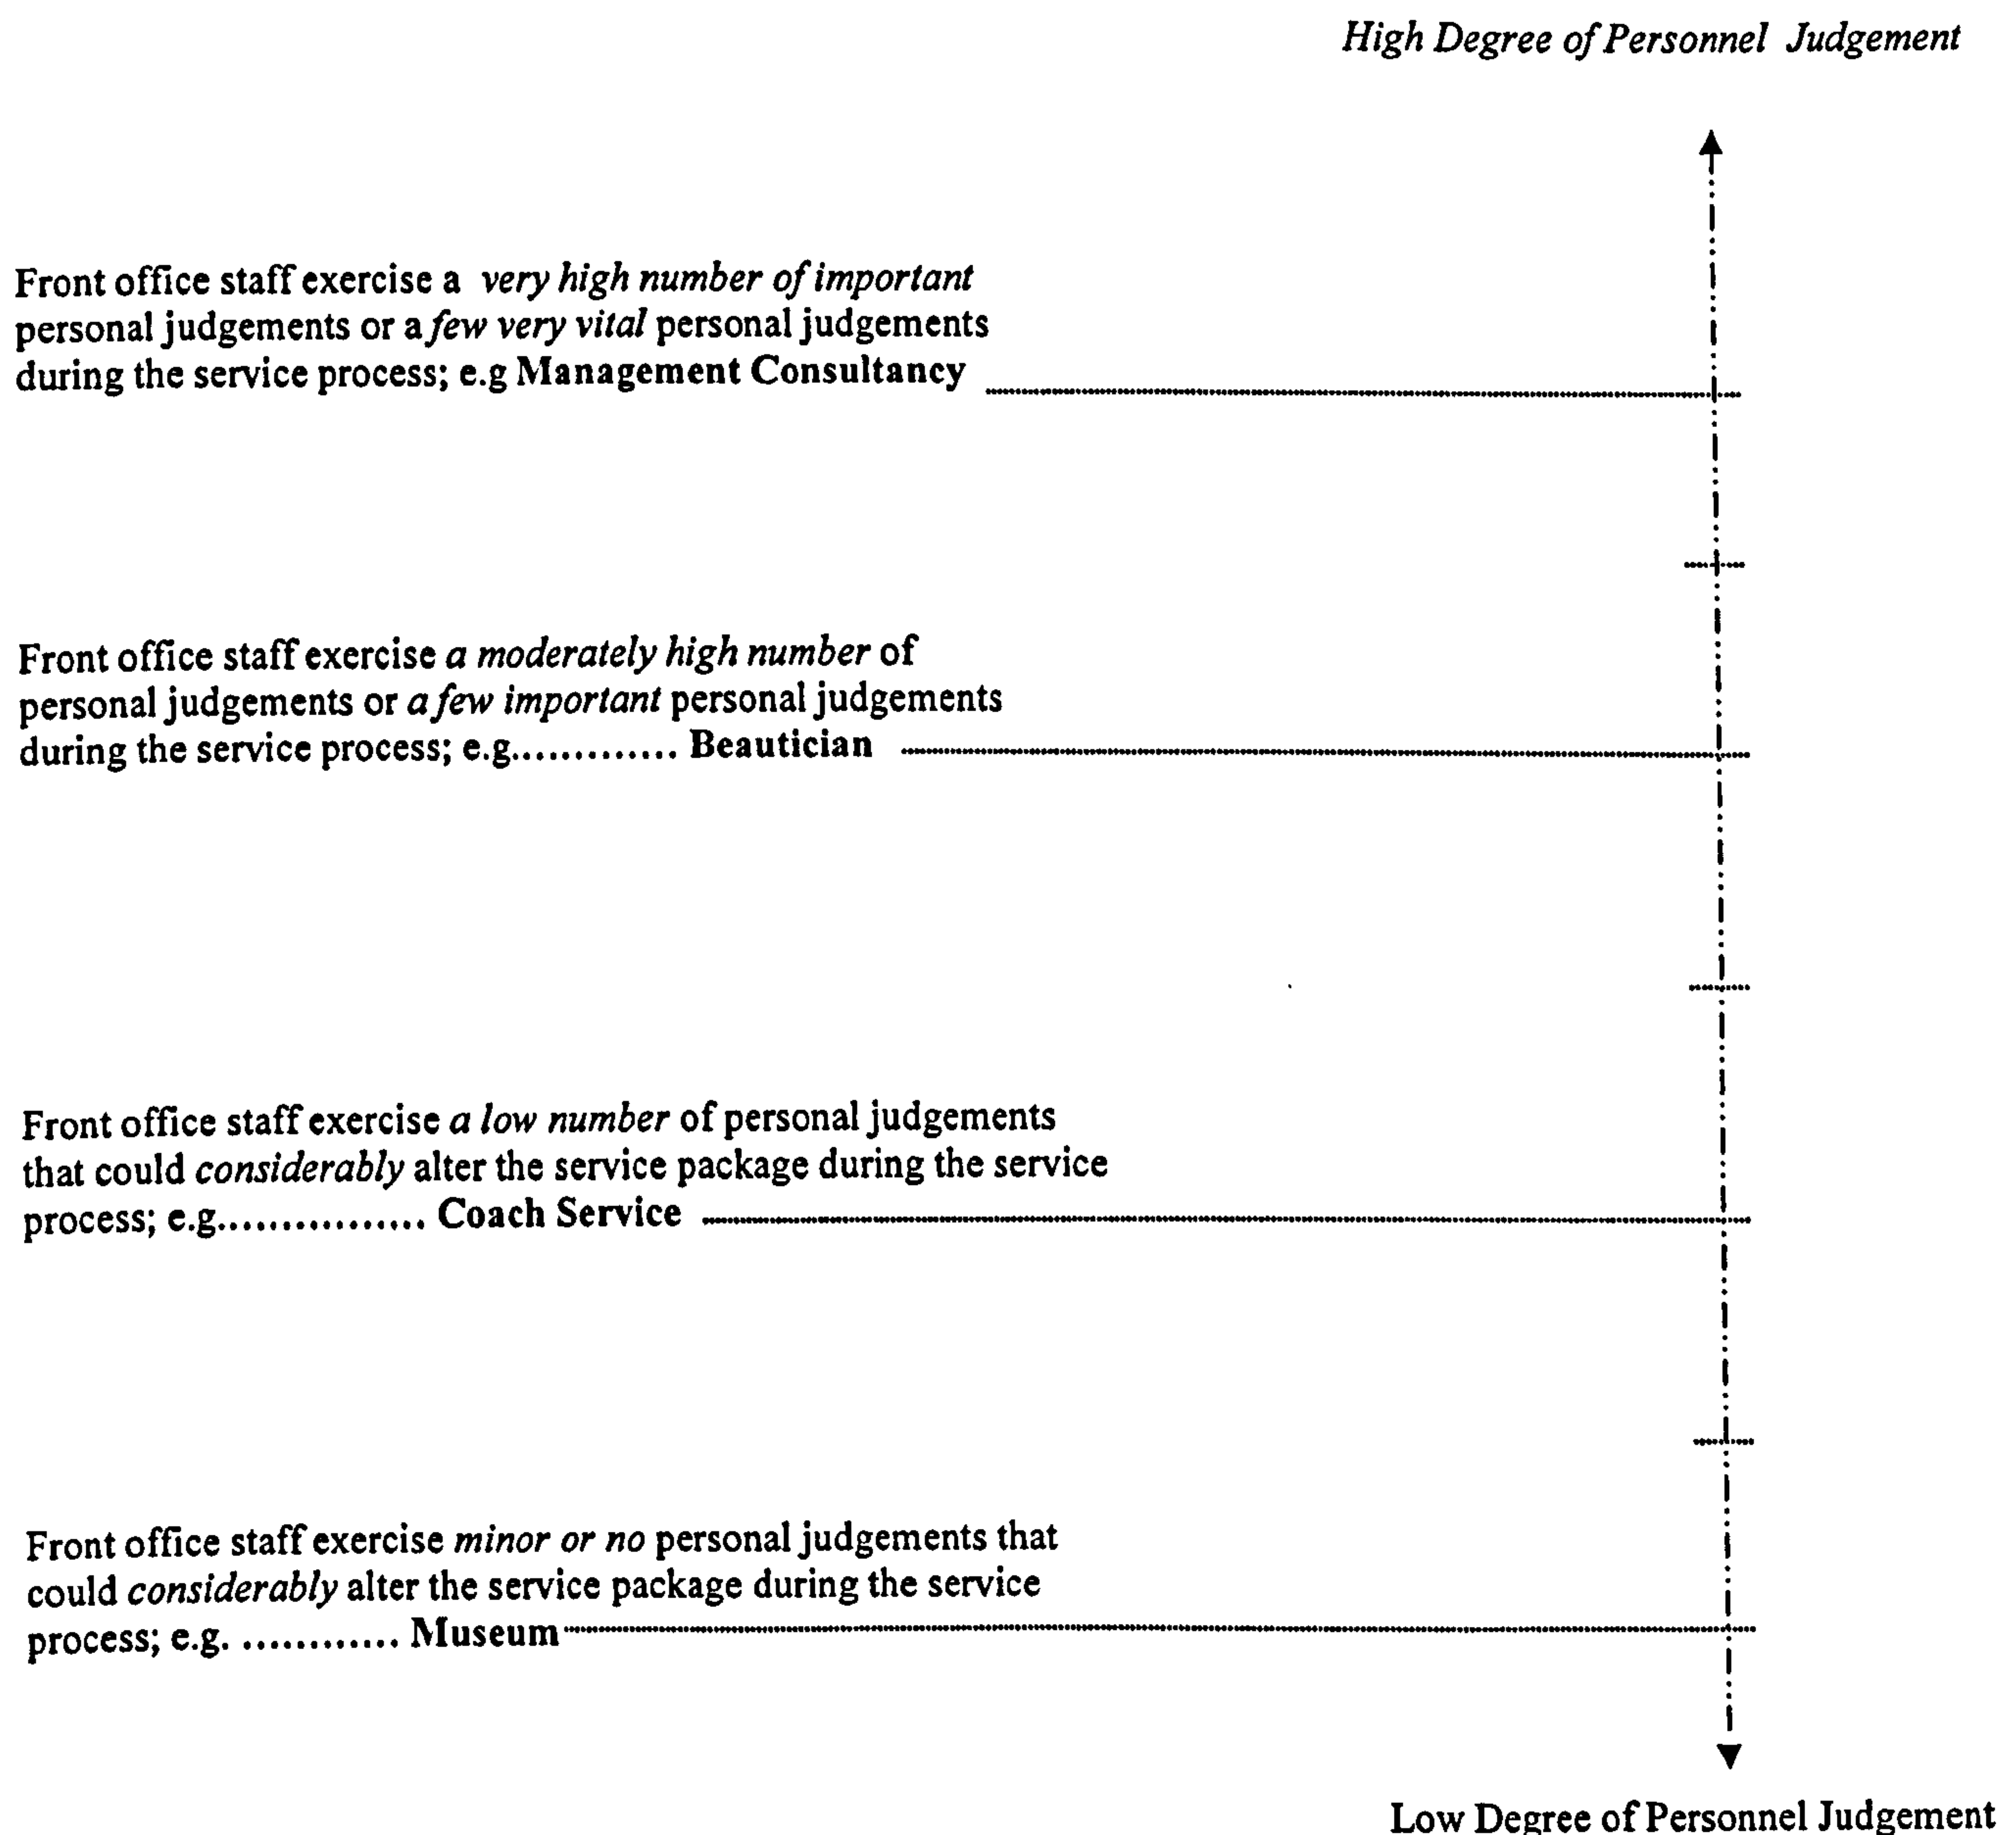 High Degree of Personnel Judgement
Front office staff exercise a very high number of important
personal judgements or a few very vital personal judgements
during the service process; e.g Management Consultancy
Front office staff exercise a moderately high number of
personal judgements or a few important personal judgements
during the service process; e.g............. Beautician
Front office staff exercise a low number of personal judgements
that could considerably alter the service package during the service
process; e.g................. Coach Service
Front office staff exercise minor or no personal judgements that
could considerably alter the service package during the service
process; e.g. ............ Museum
Low Degree of Personnel Judgement